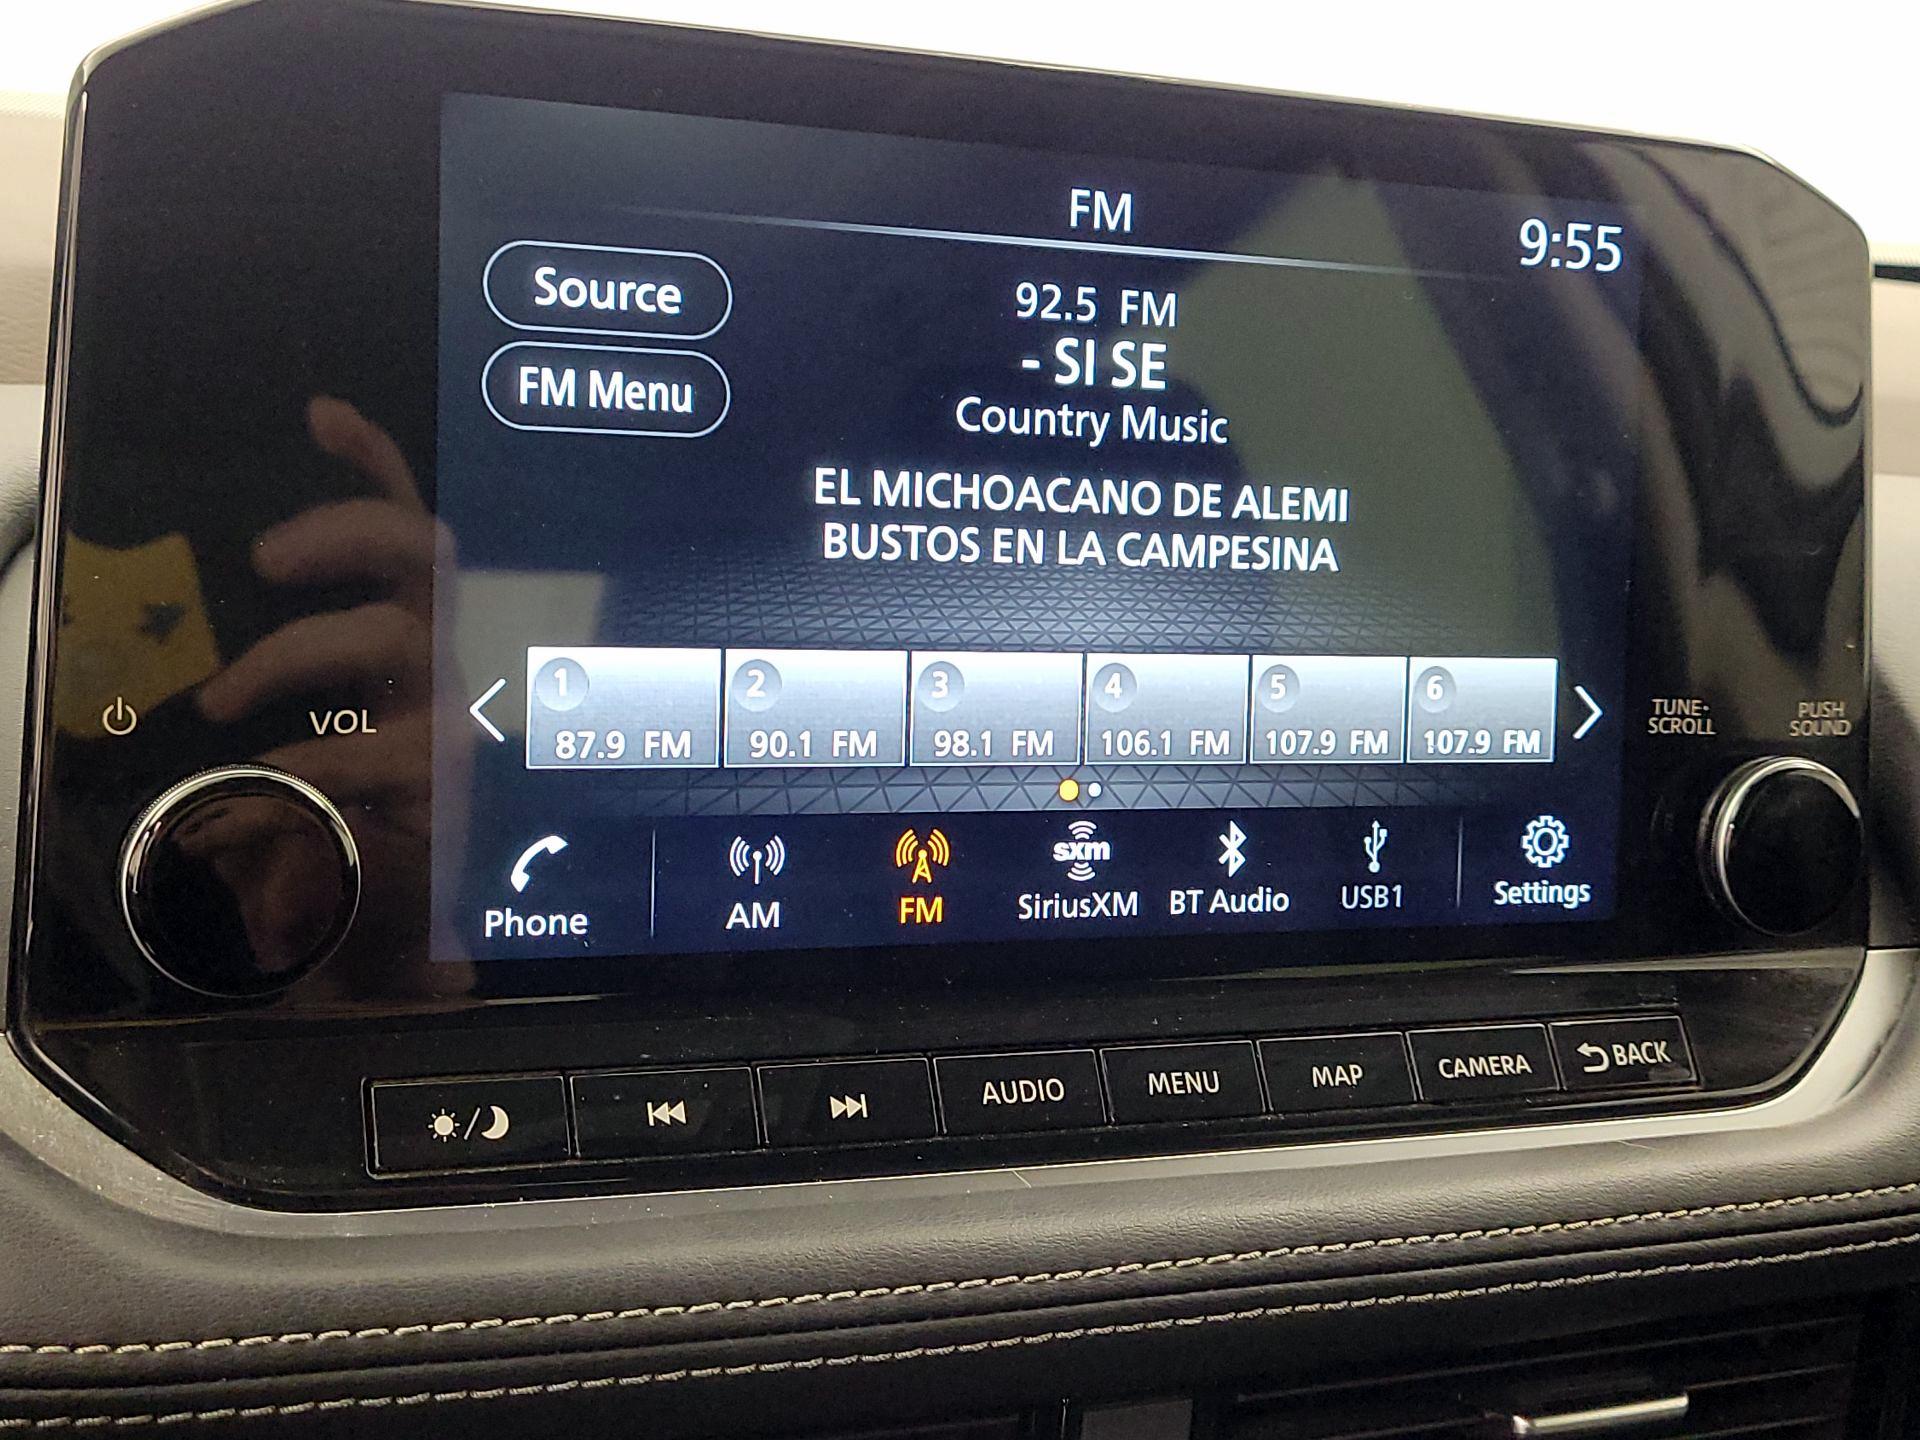 FM
9:55
Source
92.5 FM
- SI SE
FM Menu
Country Music
EL MICHOACANO DE ALEMI
BUSTOS EN LA CAMPESINA
1
2
3
4
5
6
87.9 FM
90.1 FM
98.1 FM
106.1 FM
107.9 FM
107.9 FM
VOL
TUNE·
SCROLL
PUSH
SOUND
sxm
Phone
AM
FM
SiriusXM
BT Audio
USB1
Settings
AUDIO
MENU
MAP
CAMERA
BACK